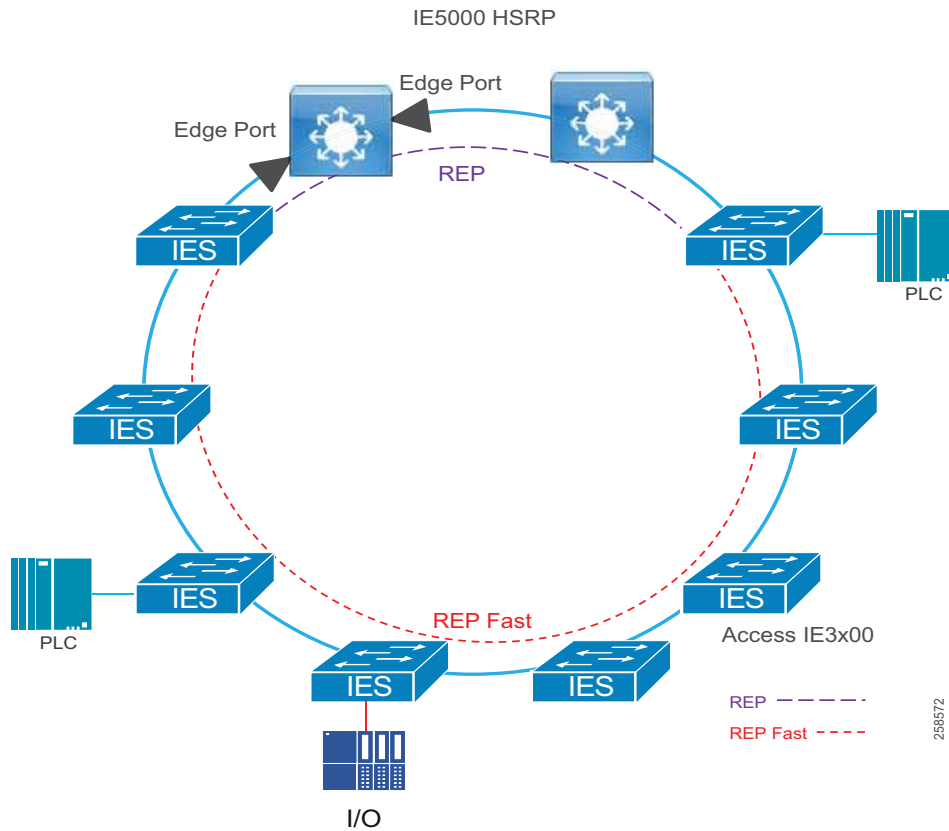 IE5000 HSRP
Edge Port
Edge Port
REP
IES
IES
PLC
IES
IES
IES
IES
PLC
REP Fast
Access IE3x00
IES
IES
REP
REP Fast
258572
I/O